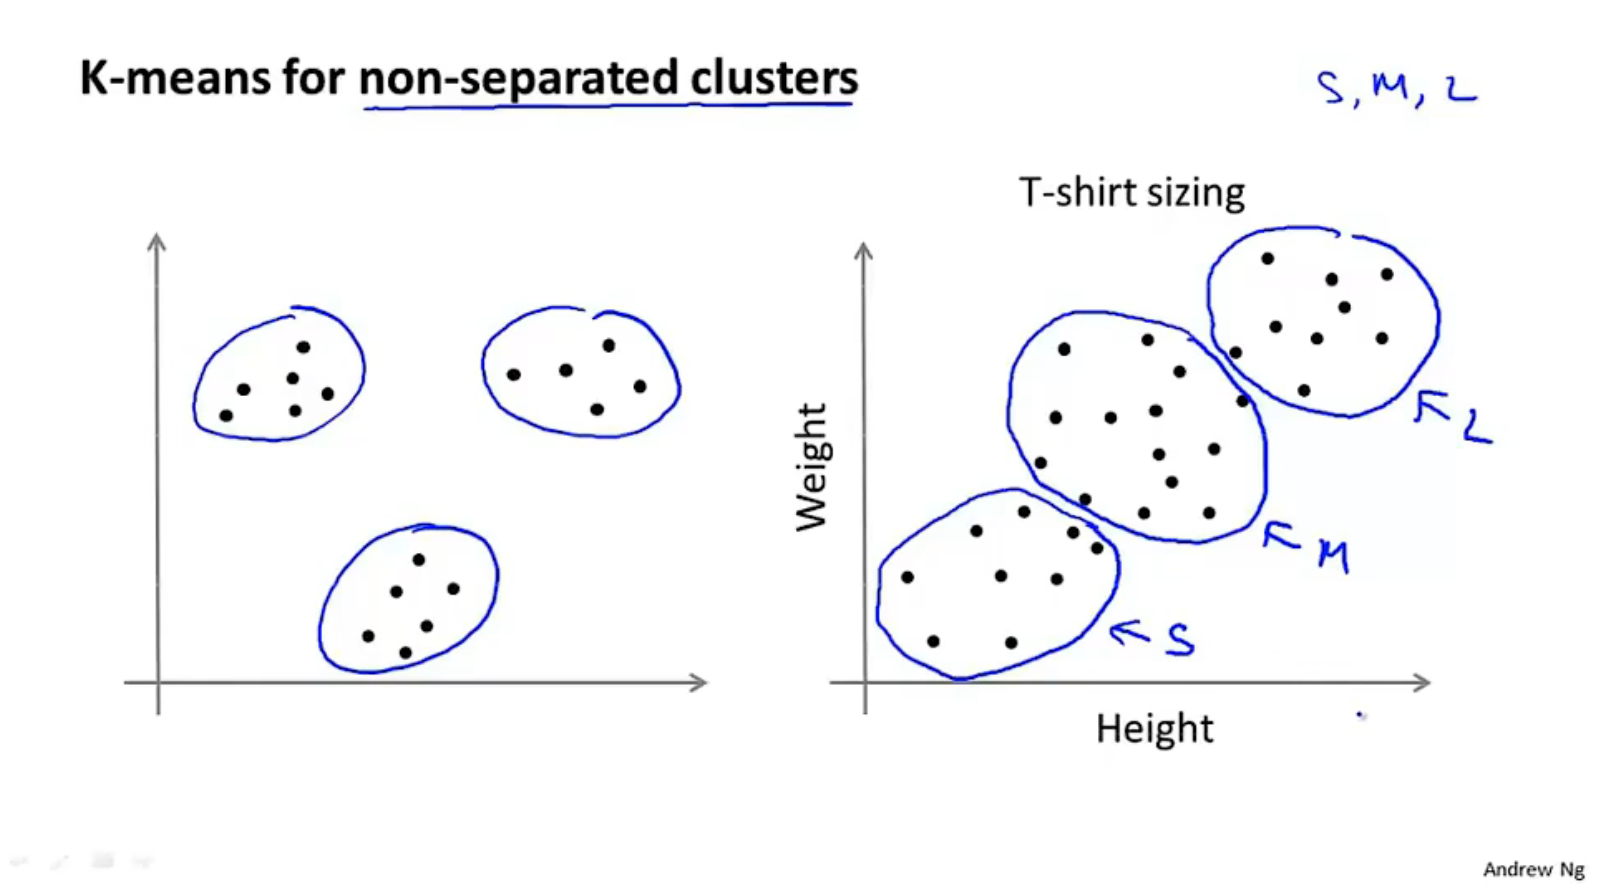 K-means for non-separated clusters
S, M, L
T-shirt sizing
L
Weight
M
S
Height
Andrew Ng